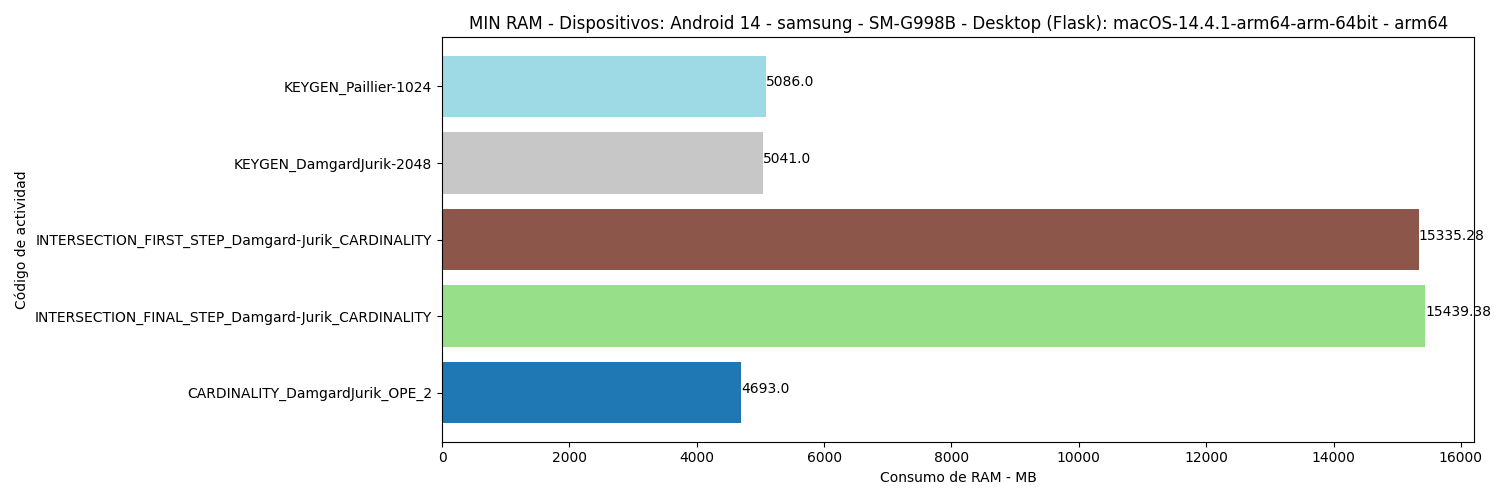 MIN RAM - Dispositivos: Android 14 - samsung - SM-G998B - Desktop (Flask): macOS-14.4.1-arm64-arm-64bit - arm64
Código de actividad
KEYGEN_Paillier-1024
5086.0
KEYGEN_DamgardJurik-2048
5041.0
INTERSECTION_FIRST_STEP_Damgard-Jurik_CARDINALITY
15335.28
INTERSECTION_FINAL_STEP_Damgard-Jurik_CARDINALITY
15439.38
CARDINALITY_DamgardJurik_OPE_2
4693.0
0 2000 4000 6000 8000 10000 12000 14000 16000
Consumo de RAM - MB